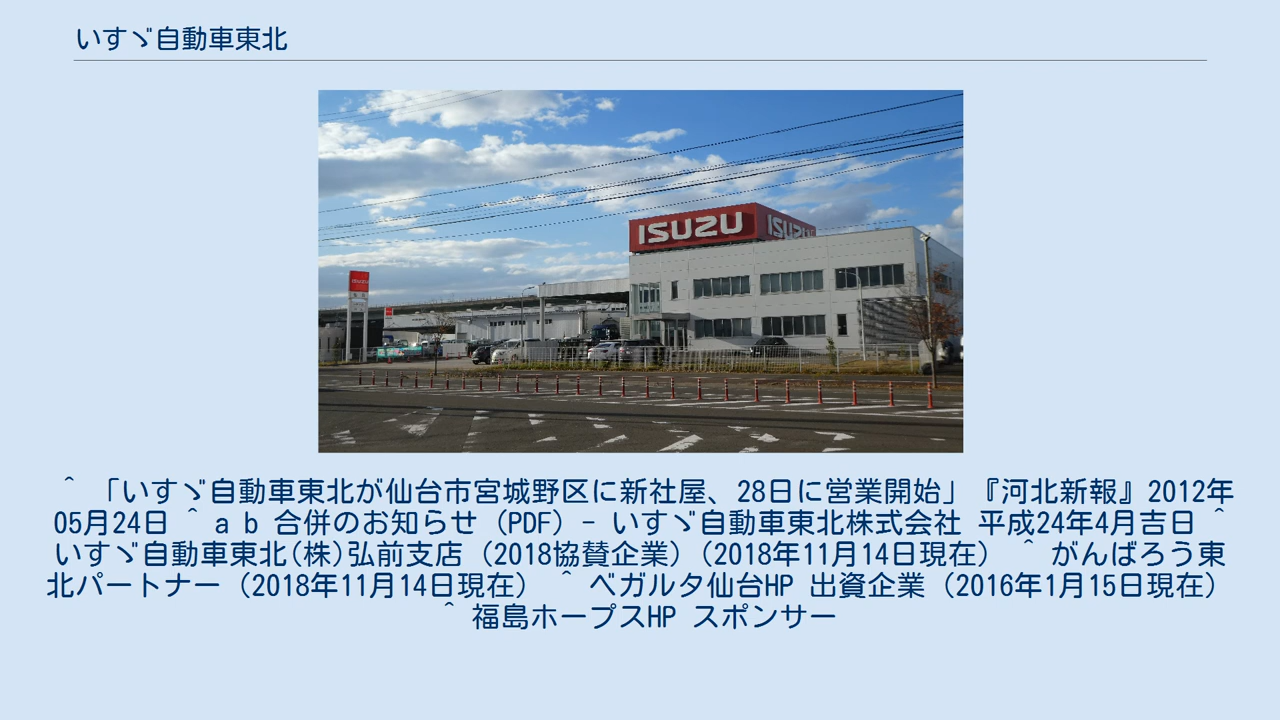 いすゞ自動車東北
ISUZU
ISUZU
ISUZU
＾ 「いすゞ自動車東北が仙台市宮城野区に新社屋、28日に営業開始」『河北新報』2012年
05月24日 ＾ a b 合併のお知らせ (PDF) - いすゞ自動車東北株式会社 平成24年4月吉日 ＾
いすゞ自動車東北(株)弘前支店（2018協賛企業）（2018年11月14日現在） ＾ がんばろう東
北パートナー（2018年11月14日現在） ＾ ベガルタ仙台HP 出資企業（2016年1月15日現在）
＾ 福島ホープスHP スポンサー